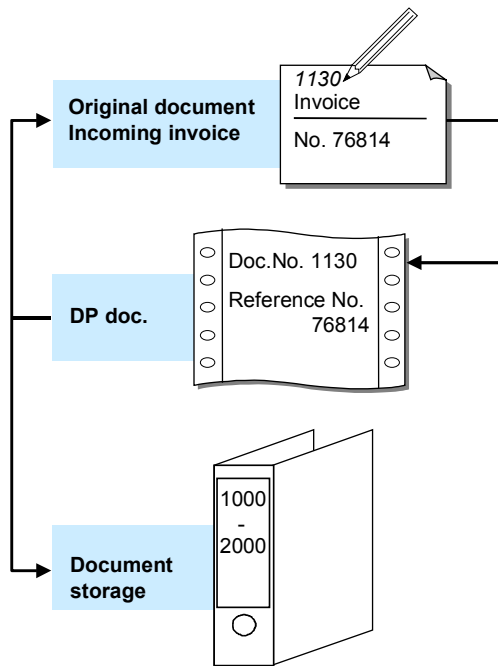 Original document
Incoming invoice
1130
Invoice
No. 76814
DP doc.
Doc.No. 1130
Reference No.
76814
Document
storage
1000
-
2000